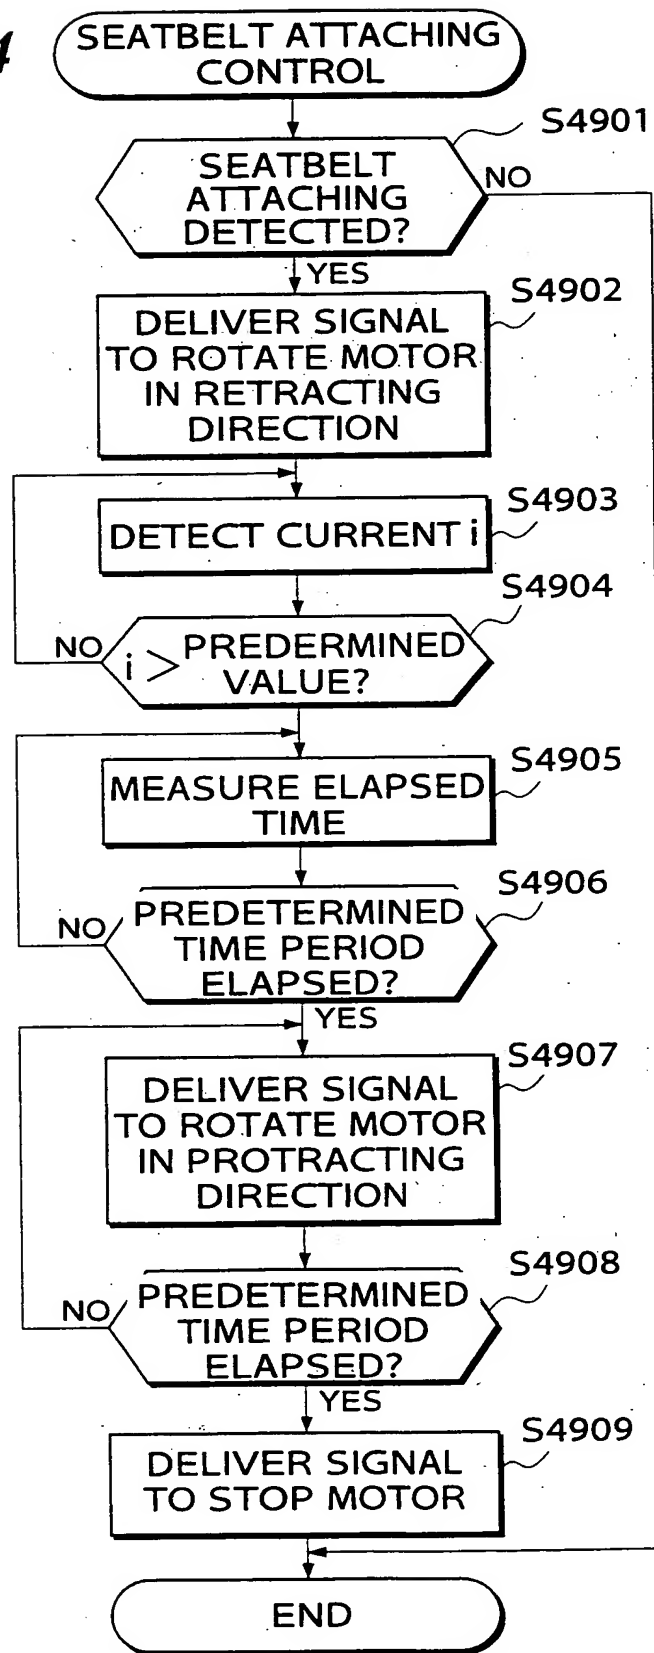 4
SEATBELT ATTACHING
CONTROL
S4901
SEATBELT
ATTACHING
DETECTED?
NO
YES
S4902
DELIVER SIGNAL
TO ROTATE MOTOR
IN RETRACTING
DIRECTION
S4903
DETECT CURRENT i
S4904
NO
i > PREDERMINED
VALUE?
S4905
MEASURE ELAPSED
TIME
S4906
NO
PREDETERMINED
TIME PERIOD
ELAPSED?
YES
S4907
DELIVER SIGNAL
TO ROTATE MOTOR
IN PROTRACTING
DIRECTION
S4908
NO
PREDETERMINED
TIME PERIOD
ELAPSED?
YES
S4909
DELIVER SIGNAL
TO STOP MOTOR
END